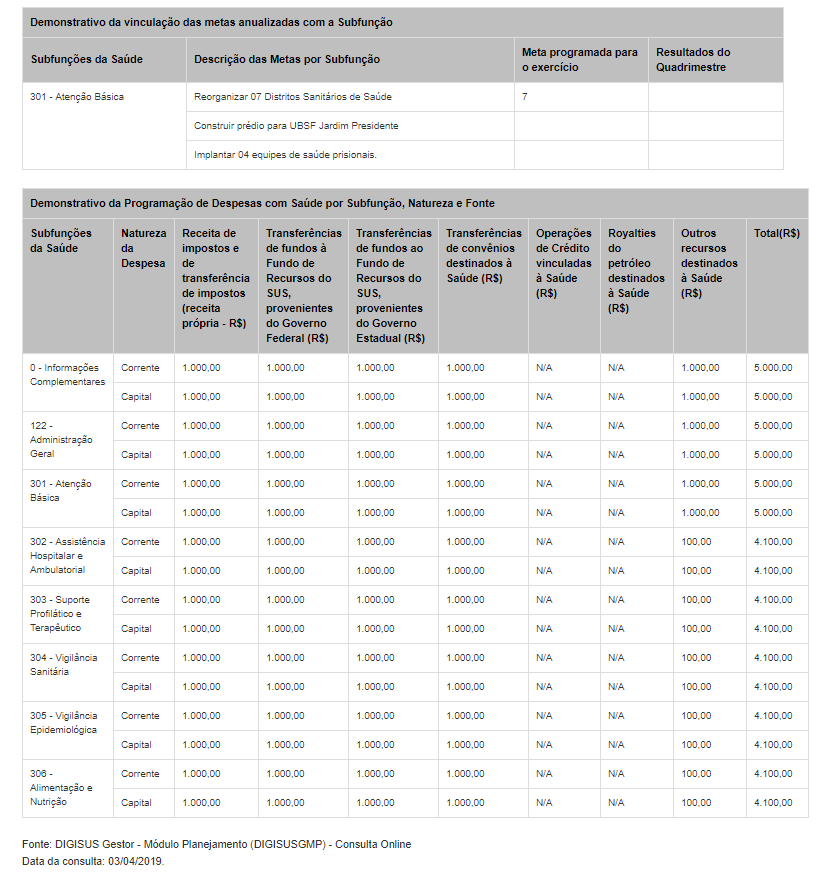 Demonstrativo da vinculação das metas anualizadas com a Subfunção
Subfunções da Saúde Descrição das Metas por Subfunção Meta programada para o exercício Resultados do Quadrimestre
301 - Atenção Básica Reorganizar 07 Distritos Sanitários de Saúde 7
Construir prédio para UBSF Jardim Presidente
Implantar 04 equipes de saúde prisionais.
Demonstrativo da Programação de Despesas com Saúde por Subfunção, Natureza e Fonte
Subfunções da Saúde Natureza da Despesa Receita de impostos e de transferência de impostos (receita própria - R$) Transferências de fundos à Fundo de Recursos do SUS, provenientes do Governo Federal (R$) Transferências de fundos ao Fundo de Recursos do SUS, provenientes do Governo Estadual (R$) Transferências de convênios destinados à Saúde (R$) Operações de Crédito vinculadas à Saúde (R$) Royalties do petróleo destinados à Saúde (R$) Outros recursos destinados à Saúde (R$) Total(R$)
0 - Informações Complementares Corrente 1.000,00 1.000,00 1.000,00 1.000,00 N/A N/A 1.000,00 5.000,00
Capital 1.000,00 1.000,00 1.000,00 1.000,00 N/A N/A 1.000,00 5.000,00
122 - Administração Geral Corrente 1.000,00 1.000,00 1.000,00 1.000,00 N/A N/A 1.000,00 5.000,00
Capital 1.000,00 1.000,00 1.000,00 1.000,00 N/A N/A 1.000,00 5.000,00
301 - Atenção Básica Corrente 1.000,00 1.000,00 1.000,00 1.000,00 N/A N/A 1.000,00 5.000,00
Capital 1.000,00 1.000,00 1.000,00 1.000,00 N/A N/A 1.000,00 5.000,00
302 - Assistência Hospitalar e Ambulatorial Corrente 1.000,00 1.000,00 1.000,00 1.000,00 N/A N/A 100,00 4.100,00
Capital 1.000,00 1.000,00 1.000,00 1.000,00 N/A N/A 100,00 4.100,00
303 - Suporte Profilático e Terapêutico Corrente 1.000,00 1.000,00 1.000,00 1.000,00 N/A N/A 100,00 4.100,00
Capital 1.000,00 1.000,00 1.000,00 1.000,00 N/A N/A 100,00 4.100,00
304 - Vigilância Sanitária Corrente 1.000,00 1.000,00 1.000,00 1.000,00 N/A N/A 100,00 4.100,00
Capital 1.000,00 1.000,00 1.000,00 1.000,00 N/A N/A 100,00 4.100,00
305 - Vigilância Epidemiológica Corrente 1.000,00 1.000,00 1.000,00 1.000,00 N/A N/A 100,00 4.100,00
Capital 1.000,00 1.000,00 1.000,00 1.000,00 N/A N/A 100,00 4.100,00
306 - Alimentação e Nutrição Corrente 1.000,00 1.000,00 1.000,00 1.000,00 N/A N/A 100,00 4.100,00
Capital 1.000,00 1.000,00 1.000,00 1.000,00 N/A N/A 100,00 4.100,00
Fonte: DIGISUS Gestor - Módulo Planejamento (DIGISUSGMP) - Consulta Online
Data da consulta: 03/04/2019.